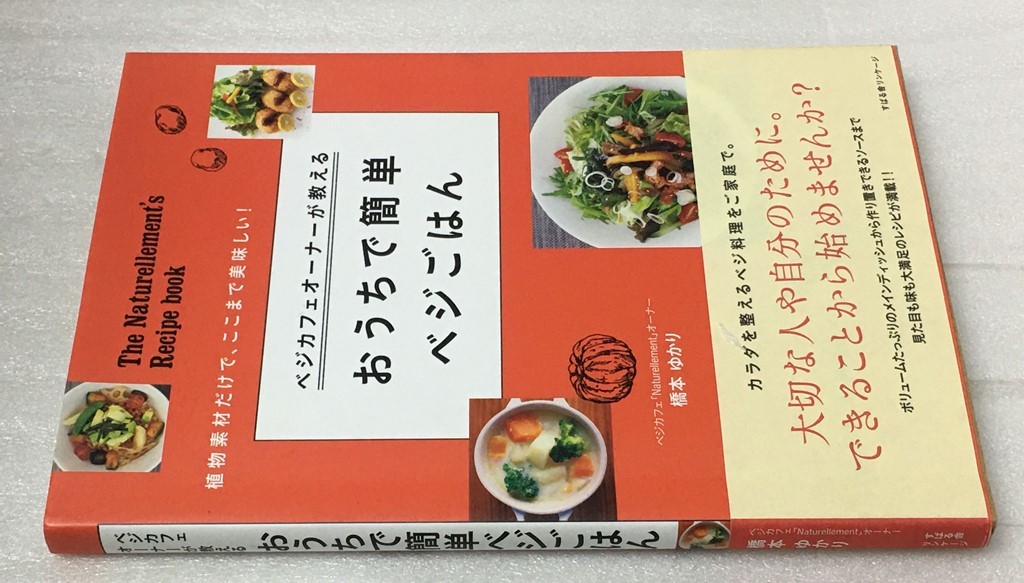 The Naturellement's
Recipe book
植物素材だけで、ここまで美味しい!
ベジカフェオーナーが教える
おうちで簡単
ベジごはん
ベジカフェ「Naturellement」オーナー
橋本 ゆかり
カラダを整えるベジ料理をご家庭で。
大切な人や自分のために。
できることから始めませんか?
ボリュームたっぷりのメインディッシュから作り置きできるソースまで
見た目も味も大満足のレシピが満載!!
すばる舎リンケージ
ベジカフェ
オーナーが教える
おうちで簡単ベジごはん
ベジカフェ「Naturellement」オーナー
橋本 ゆかり
すばる舎
リンケージ